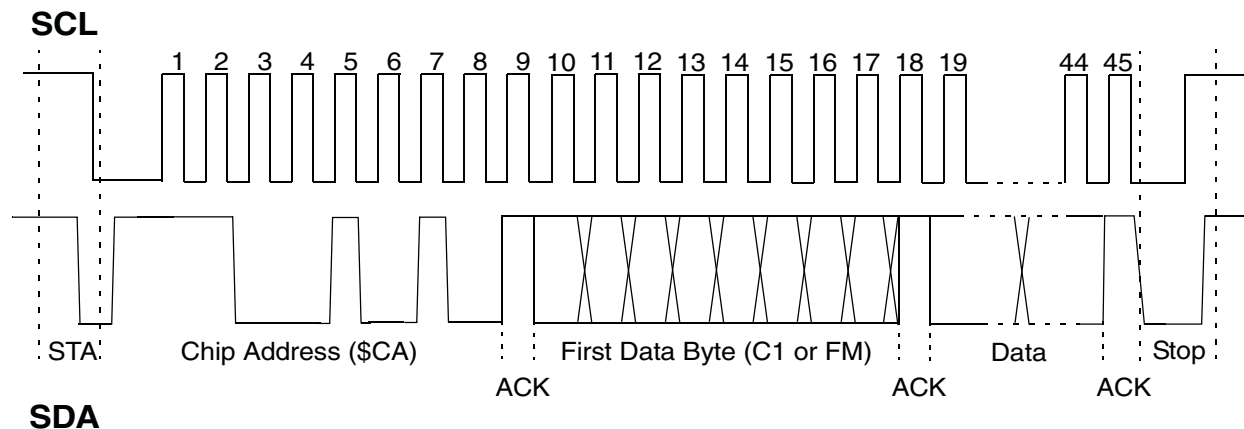 SCL
1 2 3 4 5 6 7 8 9 10 11 12 13 14 15 16 17 18 19 44 45
STA Chip Address ($CA) First Data Byte (C1 or FM) Data Stop
ACK ACK ACK
SDA